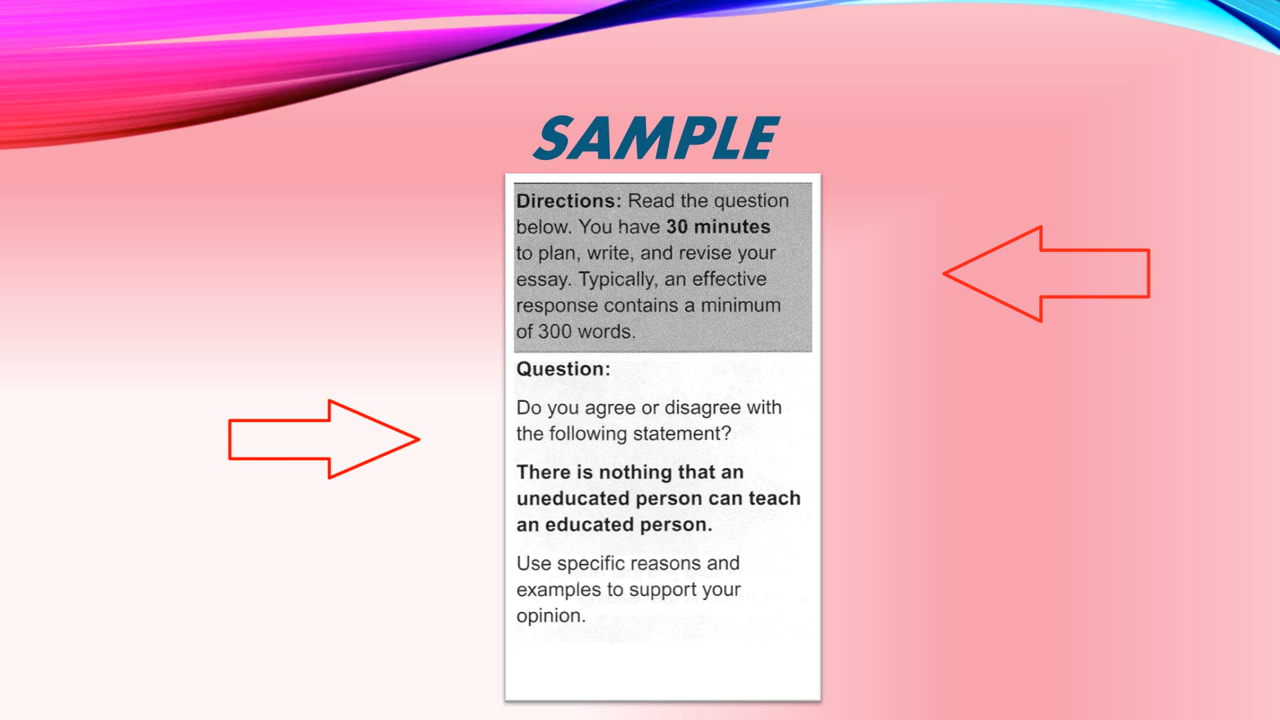 SAMPLE
Directions: Read the question
below. You have 30 minutes
to plan, write, and revise your
essay. Typically, an effective
response contains a minimum
of 300 words.
Question:
Do you agree or disagree with
the following statement?
There is nothing that an
uneducated person can teach
an educated person.
Use specific reasons and
examples to support your
opinion.